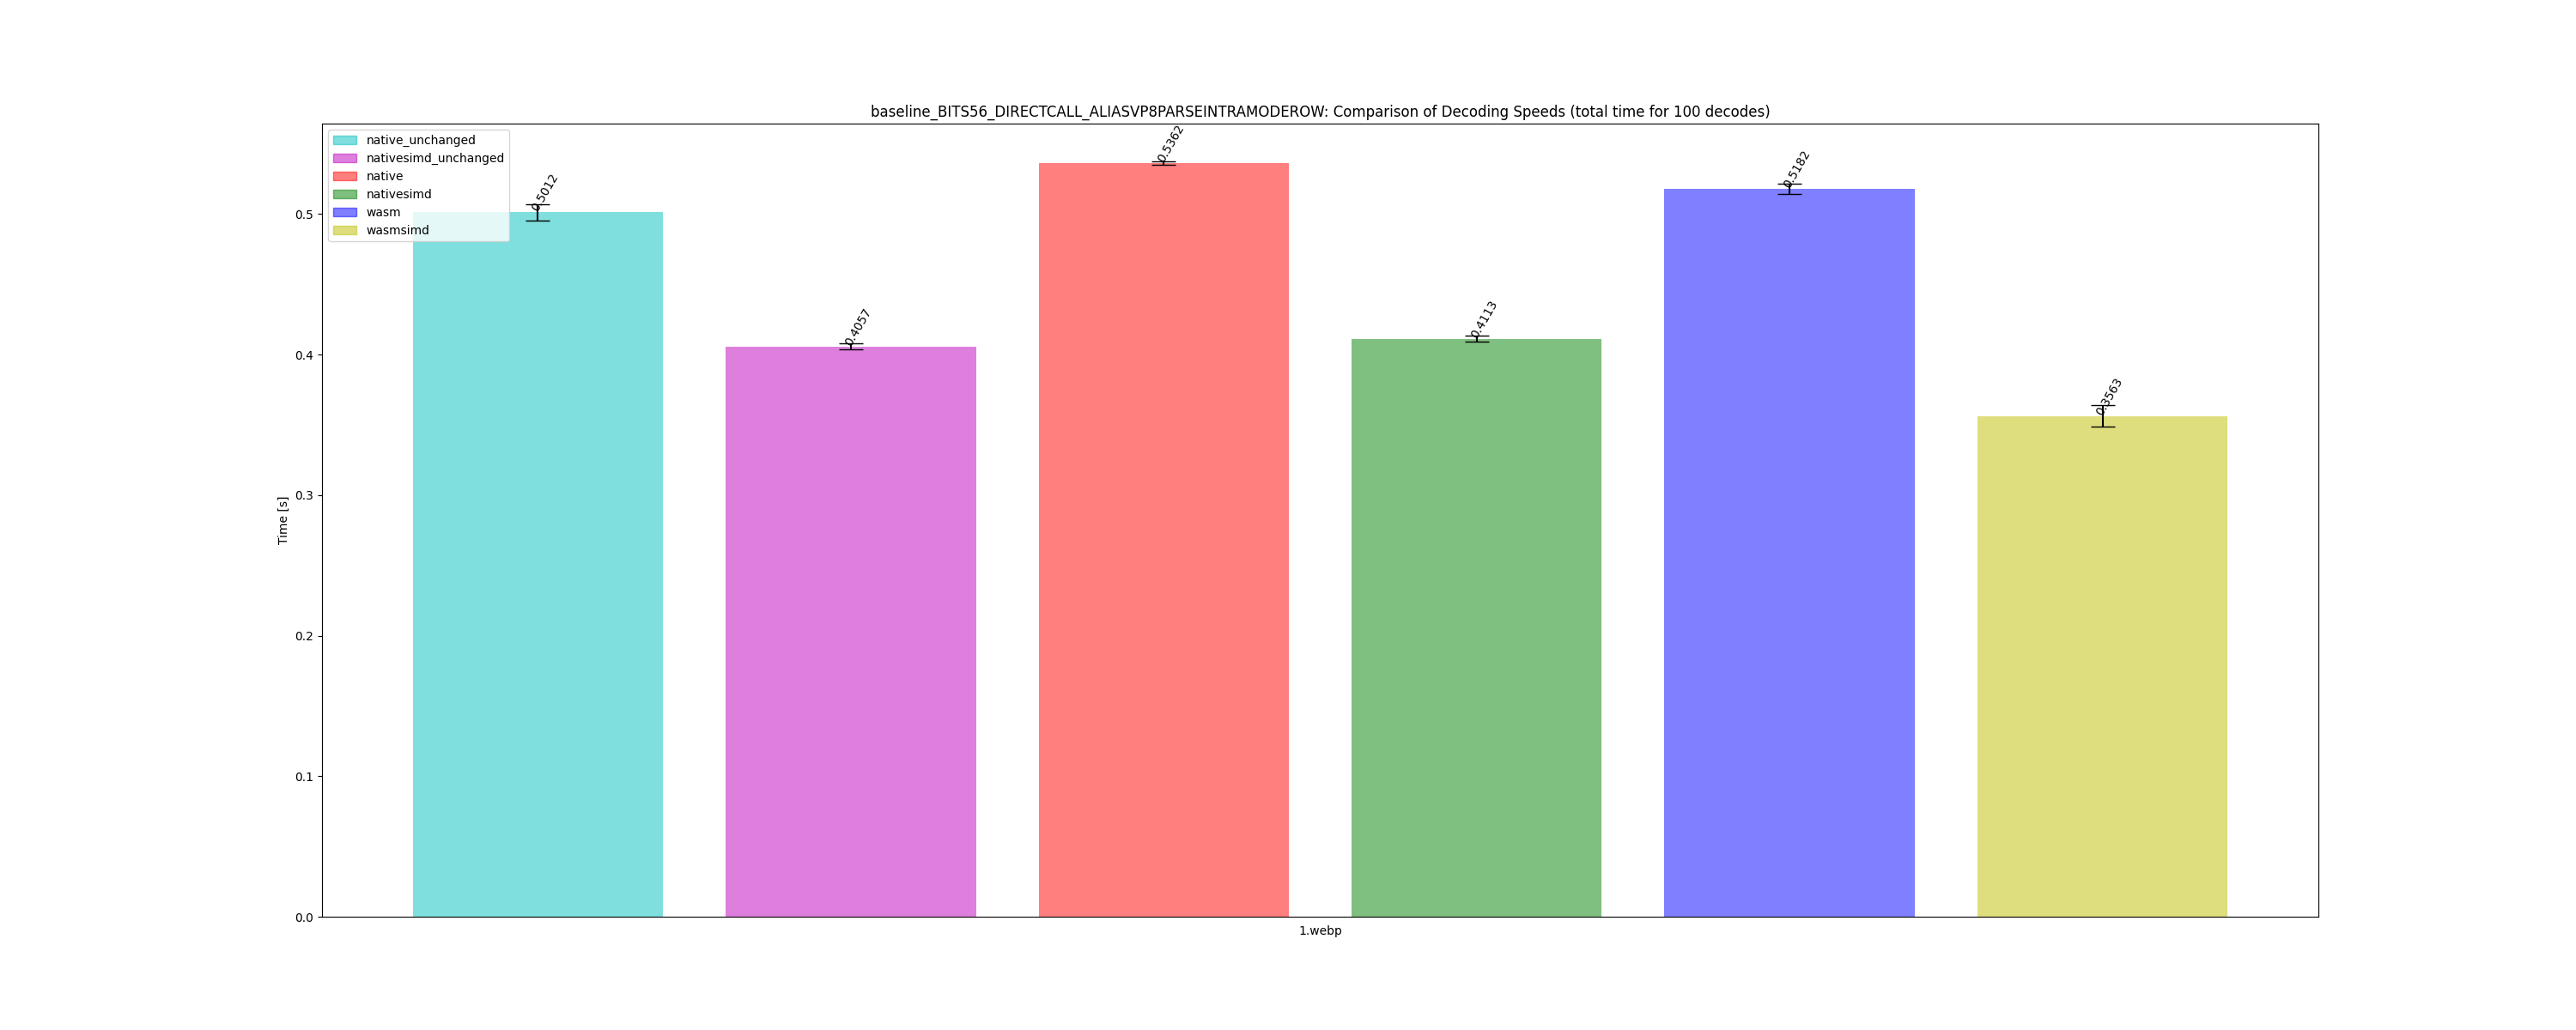 baseline_BITS56_DIRECTCALL_ALIASVP8PARSEINTRAMODEROW: Comparison of Decoding Speeds (total time for 100 decodes)
native_unchanged
nativesimd_unchanged
native
nativesimd
wasm
wasmsimd
0.5012
0.4057
0.5362
0.4113
0.5182
0.3563
Time [s]
0.5
0.4
0.3
0.2
0.1
0.0
1.webp